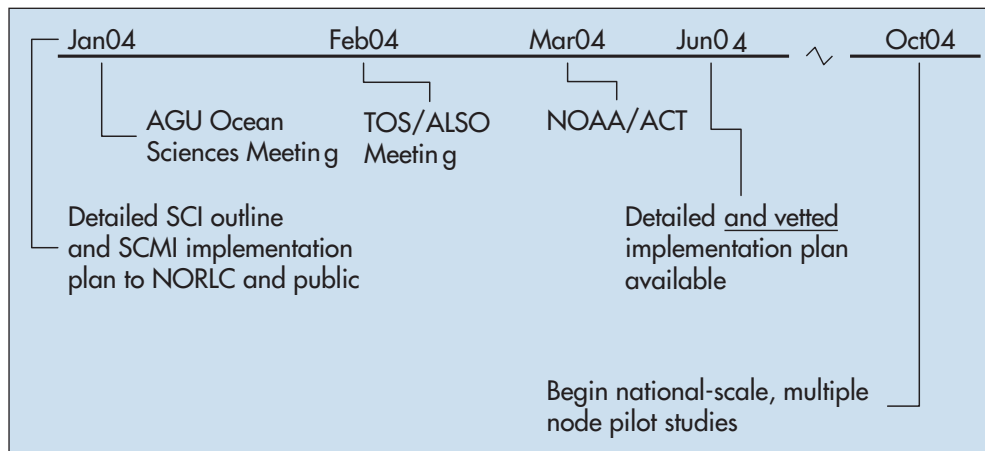 Jan04 Feb04 Mar04 Jun04 Oct04
AGU Ocean
Sciences Meeting
TOS/ALSO
Meeting
NOAA/ACT
Detailed SCI outline
and SCMI implementation
plan to NORLC and public
Detailed and vetted
implementation plan
available
Begin national-scale, multiple
node pilot studies